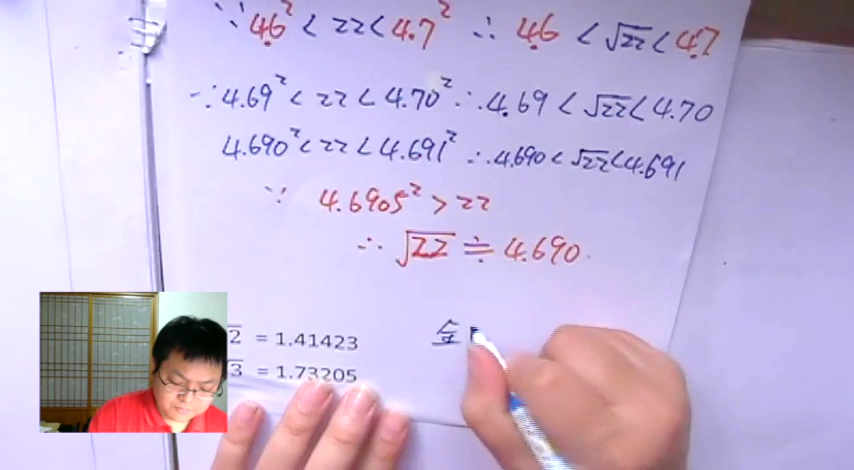 ∵ 4.6² < 22 < 4.7² ∴ 4.6 < √22 < 4.7
∵ 4.69² < 22 < 4.70² ∴ 4.69 < √22 < 4.70
4.690² < 22 < 4.691² ∴ 4.690 < √22 < 4.691
∵ 4.6905² > 22
∴ √22 ≒ 4.690
√2 = 1.41423
√3 = 1.73205